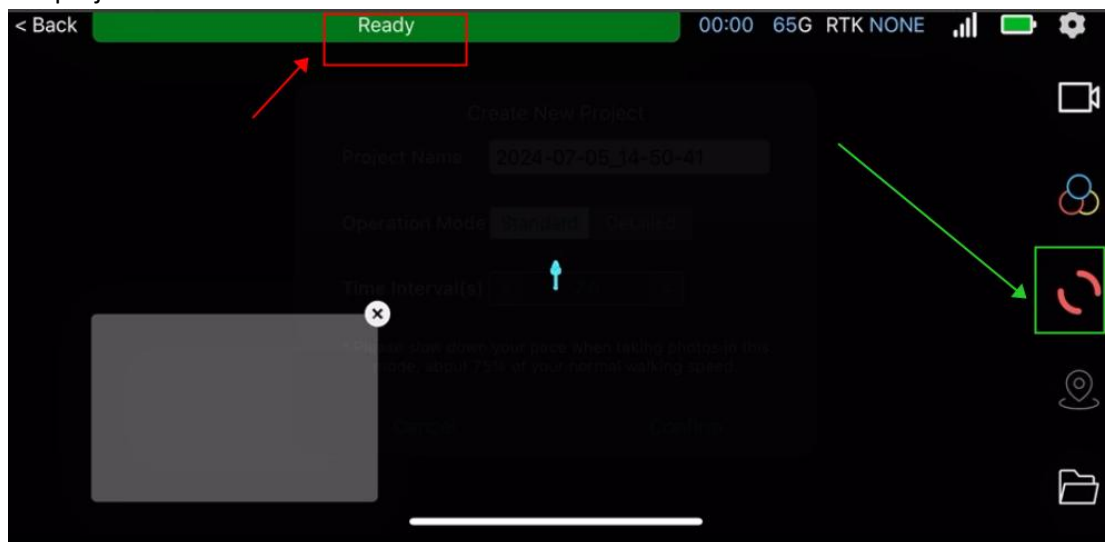 < Back
Ready
00:00 65G RTK NONE
Create New Project
Project Name 2024-07-05_14-50-41
Operation Mode Standard Detailed
Time Interval(s)
slow down your pace when taking photos in this
mode, about 75% of your normal walking speed.
Cancel Confirm